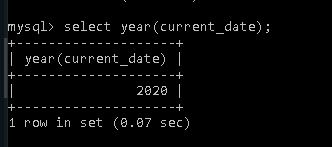 mysql> select year(current_date);
+--------------------+
| year(current_date) |
+--------------------+
|               2020 |
+--------------------+
1 row in set (0.07 sec)